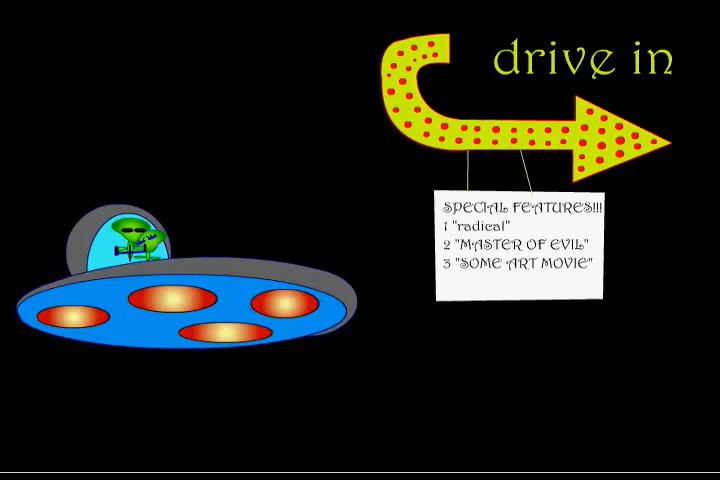 drive in
SPECIAL FEATURES!!!
1 "radical"
2 "MASTER OF EVIL"
3 "SOME ART MOVIE"